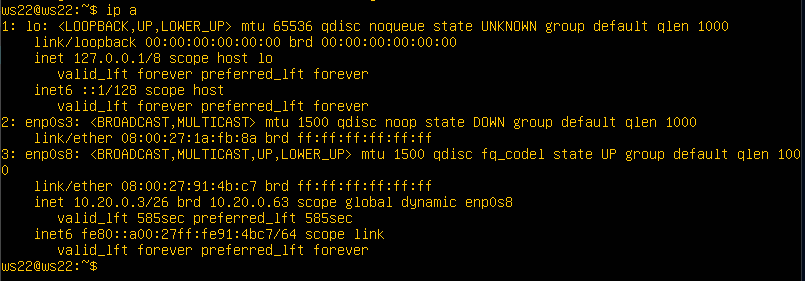 ws22@ws22:~$ ip a
1: lo: <LOOPBACK,UP,LOWER_UP> mtu 65536 qdisc noqueue state UNKNOWN group default qlen 1000
    link/loopback 00:00:00:00:00:00 brd 00:00:00:00:00:00
    inet 127.0.0.1/8 scope host lo
       valid_lft forever preferred_lft forever
    inet6 ::1/128 scope host
       valid_lft forever preferred_lft forever
2: enp0s3: <BROADCAST,MULTICAST> mtu 1500 qdisc noop state DOWN group default qlen 1000
    link/ether 08:00:27:1a:fb:8a brd ff:ff:ff:ff:ff:ff
3: enp0s8: <BROADCAST,MULTICAST,UP,LOWER_UP> mtu 1500 qdisc fq_codel state UP group default qlen 100
0
    link/ether 08:00:27:91:4b:c7 brd ff:ff:ff:ff:ff:ff
    inet 10.20.0.3/26 brd 10.20.0.63 scope global dynamic enp0s8
       valid_lft 585sec preferred_lft 585sec
    inet6 fe80::a00:27ff:fe91:4bc7/64 scope link
       valid_lft forever preferred_lft forever
ws22@ws22:~$